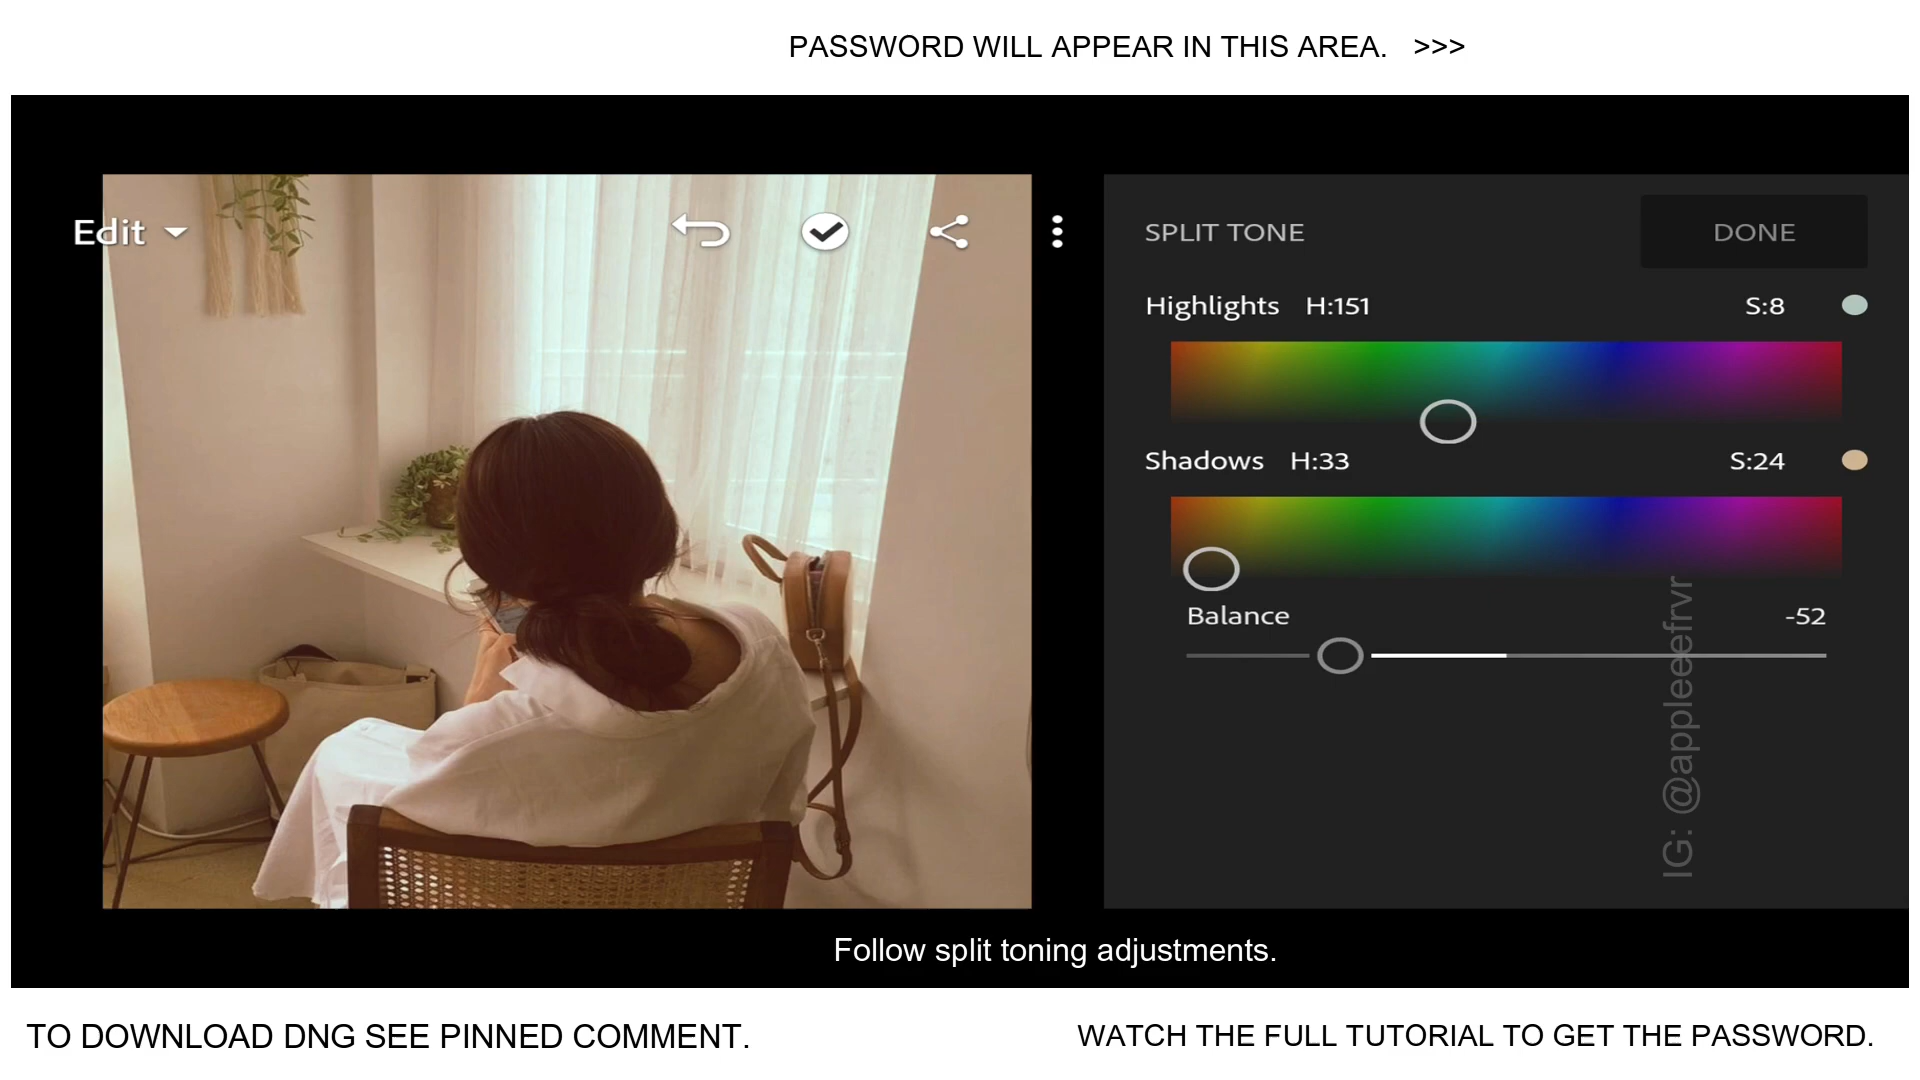 PASSWORD WILL APPEAR IN THIS AREA. >>>
Edit
SPLIT TONE
DONE
Highlights H:151 S:8
Shadows H:33 S:24
Balance -52
IG: @appleeefrvr
Follow split toning adjustments.
TO DOWNLOAD DNG SEE PINNED COMMENT.
WATCH THE FULL TUTORIAL TO GET THE PASSWORD.